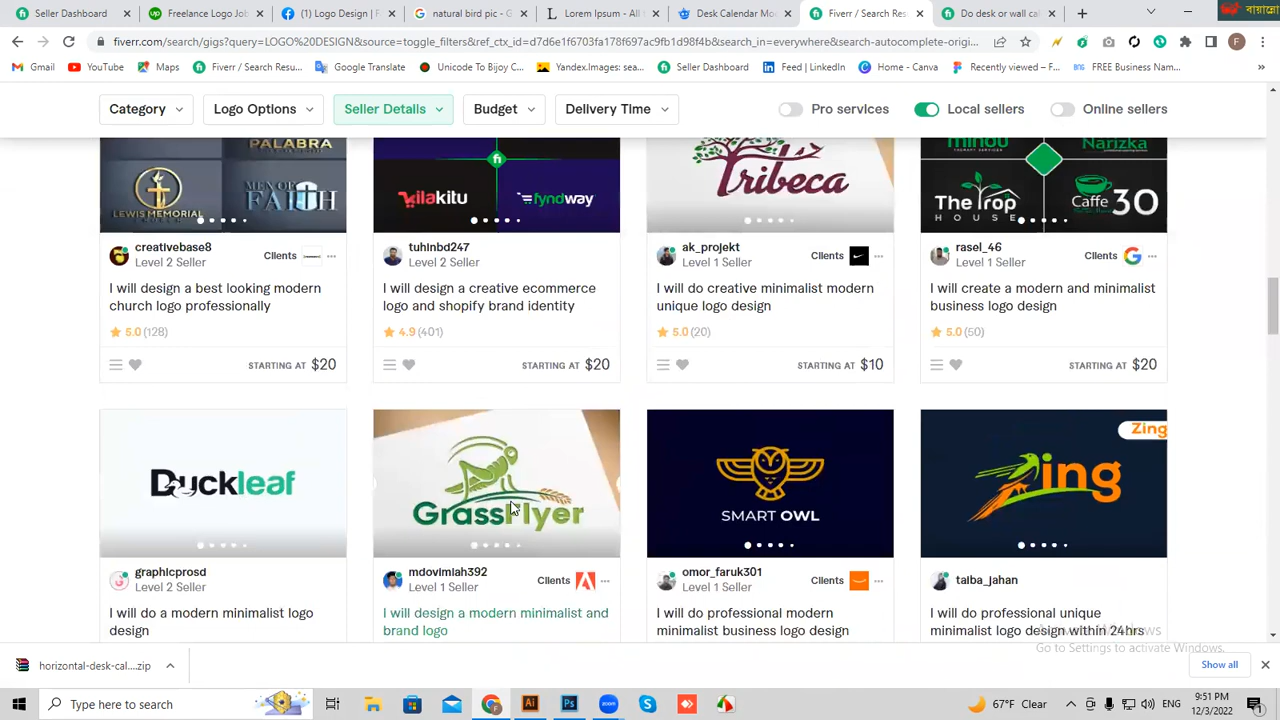 Seller Dashboard
Freelance Logo Job
(1) Logo Design | F
natural bird pic - G
Lorem Ipsum - All t
Desk Calendar Moc
Fiverr / Search Res
Do desk or wall cal
বায়ান্নো
fiverr.com/search/gigs?query=LOGO%20DESIGN&source=toggle_filters&ref_ctx_id=d7d6e1f6703fa178f697ac9fb1d98f4b&search_in=everywhere&search-autocomplete-origi...
Gmail
YouTube
Maps
Fiverr / Search Resu...
Google Translate
Unicode To Bijoy C...
Yandex.Images: sea...
Seller Dashboard
Feed | LinkedIn
Home - Canva
Recently viewed – F...
FREE Business Nam...
Category
Logo Options
Seller Details
Budget
Delivery Time
Pro services
Local sellers
Online sellers
PALABRA
LEWIS MEMORIAL
MEN OF FAITH
fi
kilakitu
fyndway
Tribeca
minou
THERAPY SERVICES
Narizka
The Trop
HOUSE
Caffe 30
creativebase8
Level 2 Seller
Clients
tuhinbd247
Level 2 Seller
ak_projekt
Level 1 Seller
Clients
rasel_46
Level 1 Seller
Clients
I will design a best looking modern
church logo professionally
I will design a creative ecommerce
logo and shopify brand identity
I will do creative minimalist modern
unique logo design
I will create a modern and minimalist
business logo design
5.0 (128)
4.9 (401)
5.0 (20)
5.0 (50)
STARTING AT $20
STARTING AT $20
STARTING AT $10
STARTING AT $20
Duckleaf
GrassFlyer
SMART OWL
Zing
Zing
graphicprosd
Level 2 Seller
mdovimiah392
Level 1 Seller
Clients
omor_faruk301
Level 1 Seller
Clients
taiba_jahan
I will do a modern minimalist logo
design
I will design a modern minimalist and
brand logo
I will do professional modern
minimalist business logo design
I will do professional unique
minimalist logo design within 24hrs
Activate Windows
Go to Settings to activate Windows.
horizontal-desk-cal....zip
Show all
Type here to search
67°F Clear
9:51 PM
12/3/2022